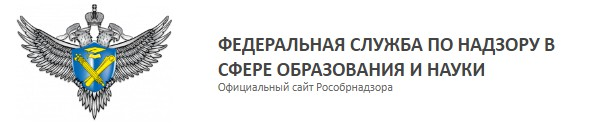 ФЕДЕРАЛЬНАЯ СЛУЖБА ПО НАДЗОРУ В
СФЕРЕ ОБРАЗОВАНИЯ И НАУКИ
Официальный сайт Рособрнадзора